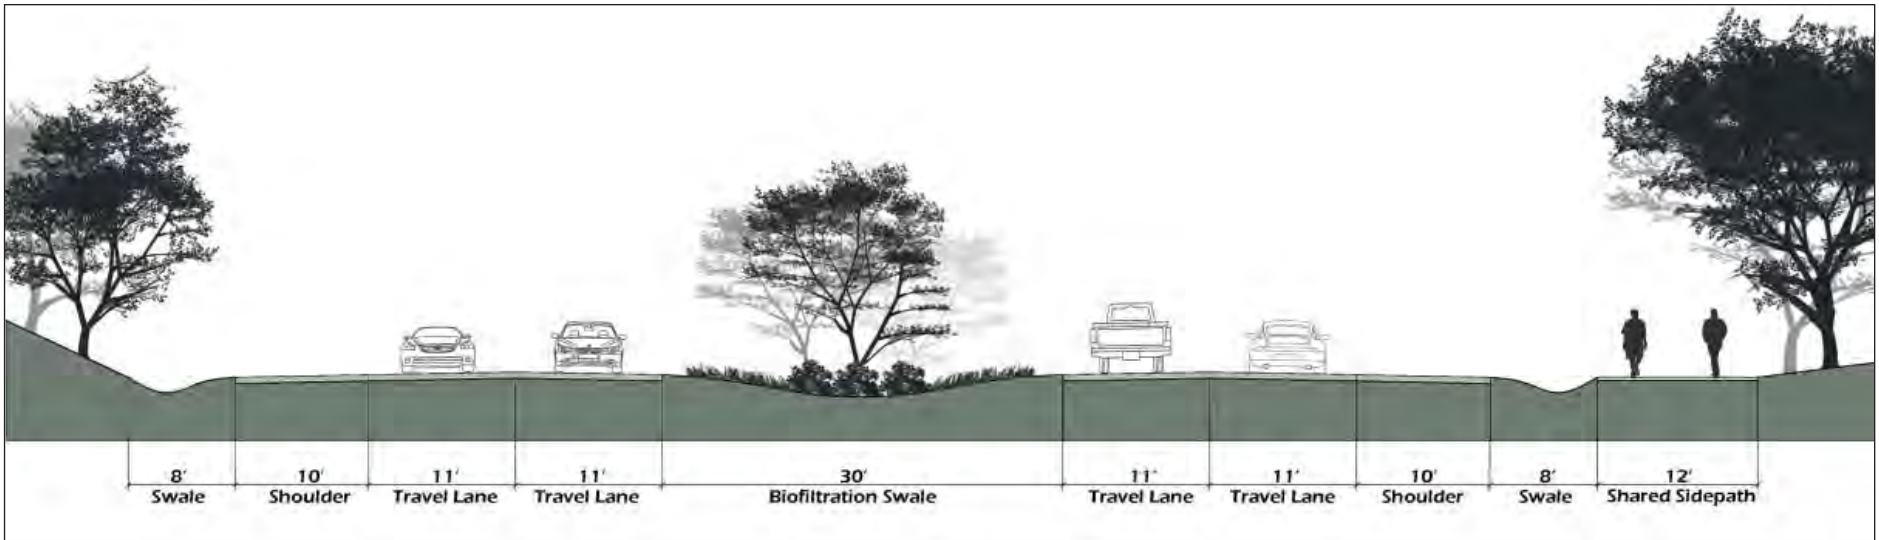 8' 10' 11' 11' 30' 11' 11' 10' 8' 12'
Swale Shoulder Travel Lane Travel Lane Biofiltration Swale Travel Lane Travel Lane Shoulder Swale Shared Sidepath